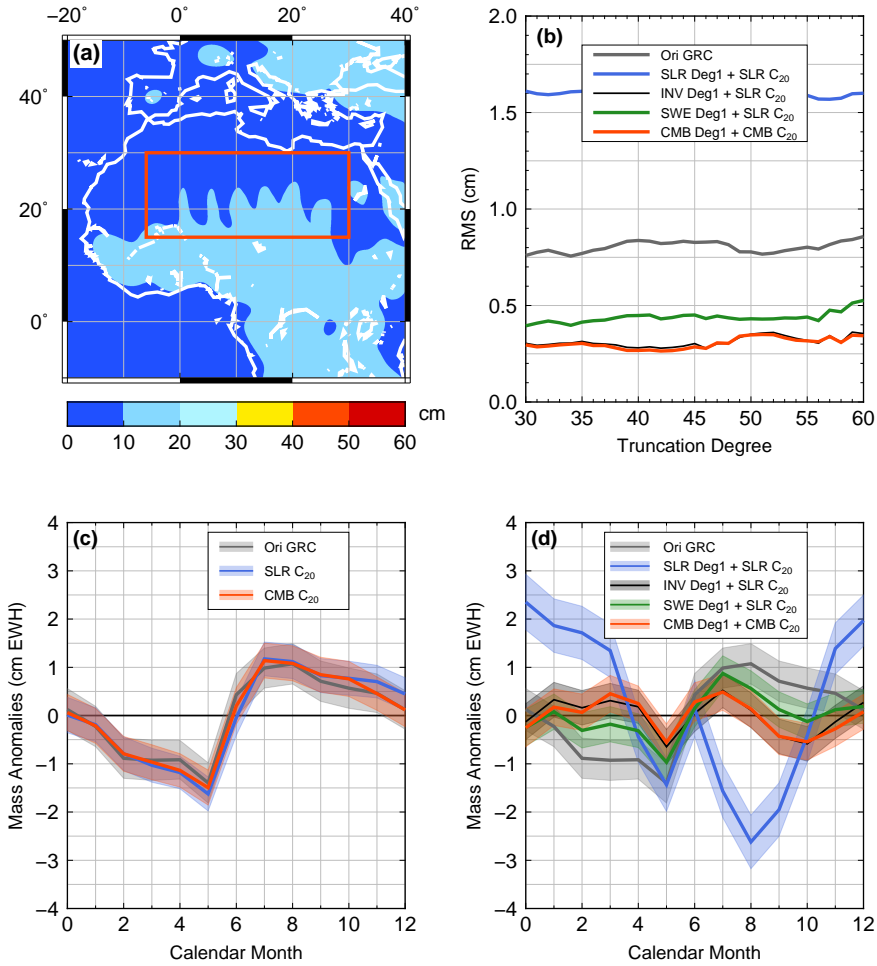 −20° 0° 20° 40°
(a)
40°
20°
0°
cm
0 10 20 30 40 50 60
(b)
2.0
1.5
1.0
0.5
0.0
RMS (cm)
Ori GRC
SLR Deg1 + SLR C₂₀
INV Deg1 + SLR C₂₀
SWE Deg1 + SLR C₂₀
CMB Deg1 + CMB C₂₀
30 35 40 45 50 55 60
Truncation Degree
(c)
4
3
2
1
0
−1
−2
−3
−4
Mass Anomalies (cm EWH)
Ori GRC
SLR C₂₀
CMB C₂₀
0 2 4 6 8 10 12
Calendar Month
(d)
4
3
2
1
0
−1
−2
−3
−4
Mass Anomalies (cm EWH)
Ori GRC
SLR Deg1 + SLR C₂₀
INV Deg1 + SLR C₂₀
SWE Deg1 + SLR C₂₀
CMB Deg1 + CMB C₂₀
0 2 4 6 8 10 12
Calendar Month